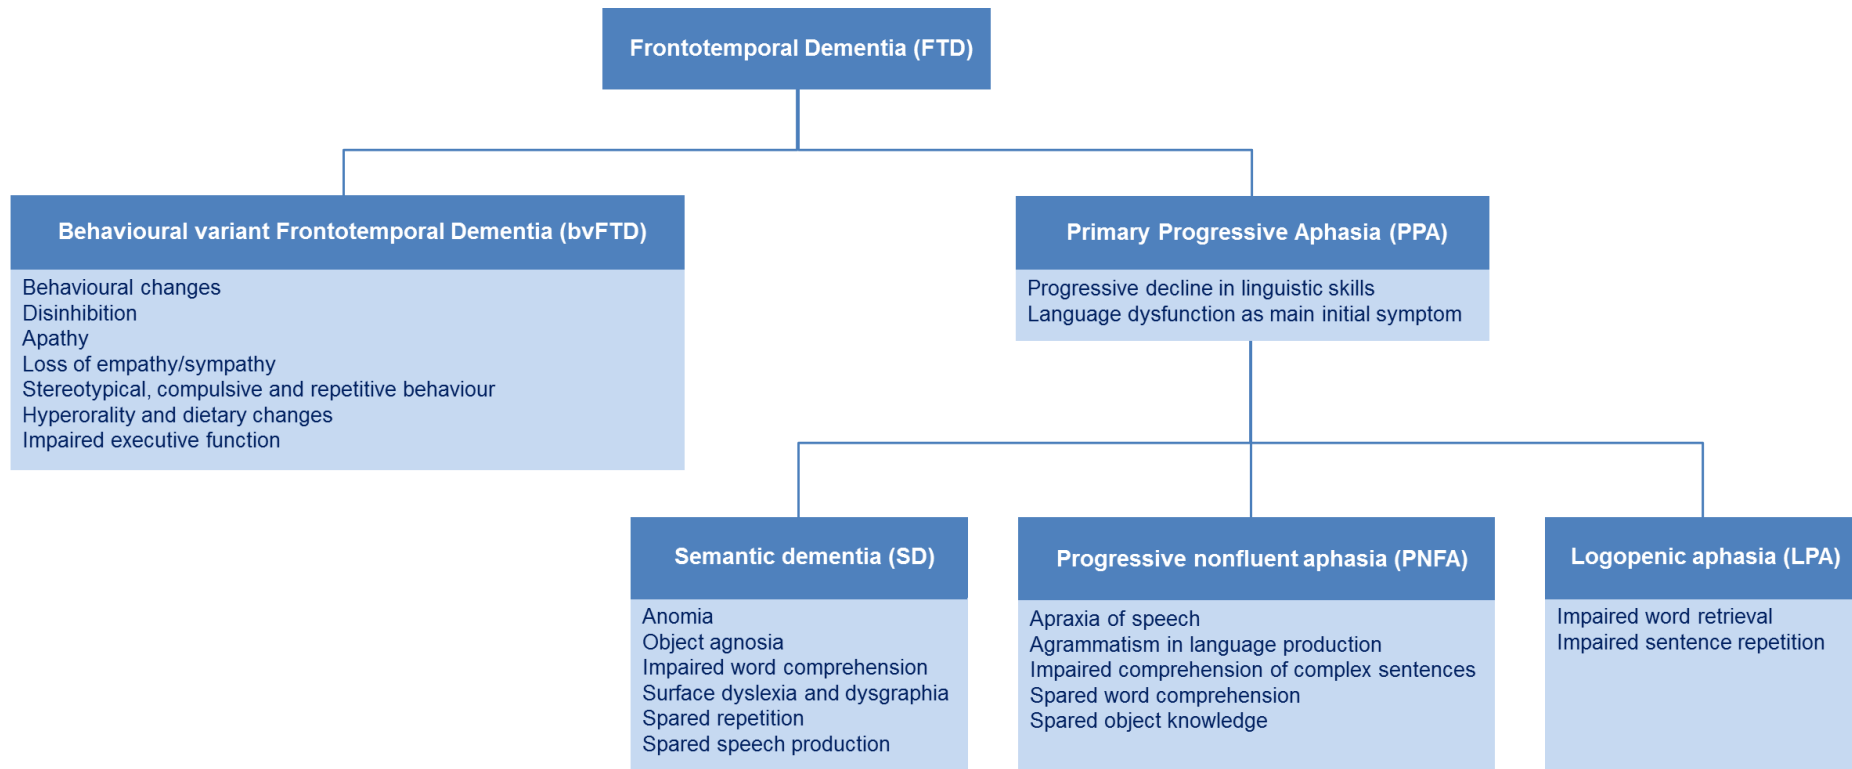 Frontotemporal Dementia (FTD)
Behavioural variant Frontotemporal Dementia (bvFTD)
Behavioural changes
Disinhibition
Apathy
Loss of empathy/sympathy
Stereotypical, compulsive and repetitive behaviour
Hyperorality and dietary changes
Impaired executive function
Primary Progressive Aphasia (PPA)
Progressive decline in linguistic skills
Language dysfunction as main initial symptom
Semantic dementia (SD)
Anomia
Object agnosia
Impaired word comprehension
Surface dyslexia and dysgraphia
Spared repetition
Spared speech production
Progressive nonfluent aphasia (PNFA)
Apraxia of speech
Agrammatism in language production
Impaired comprehension of complex sentences
Spared word comprehension
Spared object knowledge
Logopenic aphasia (LPA)
Impaired word retrieval
Impaired sentence repetition